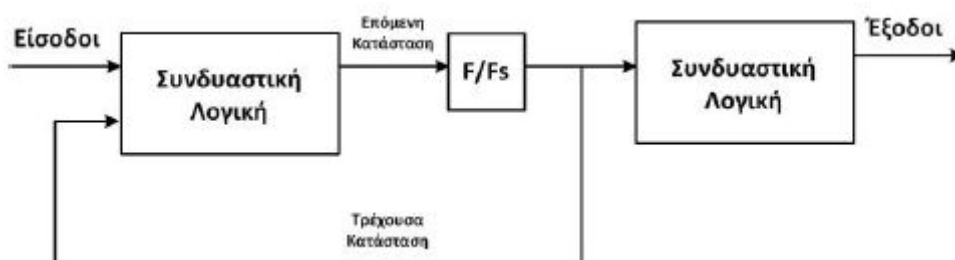 Είσοδοι
Συνδυαστική
Λογική
Επόμενη
Κατάσταση
F/Fs
Συνδυαστική
Λογική
Έξοδοι
Τρέχουσα
Κατάσταση